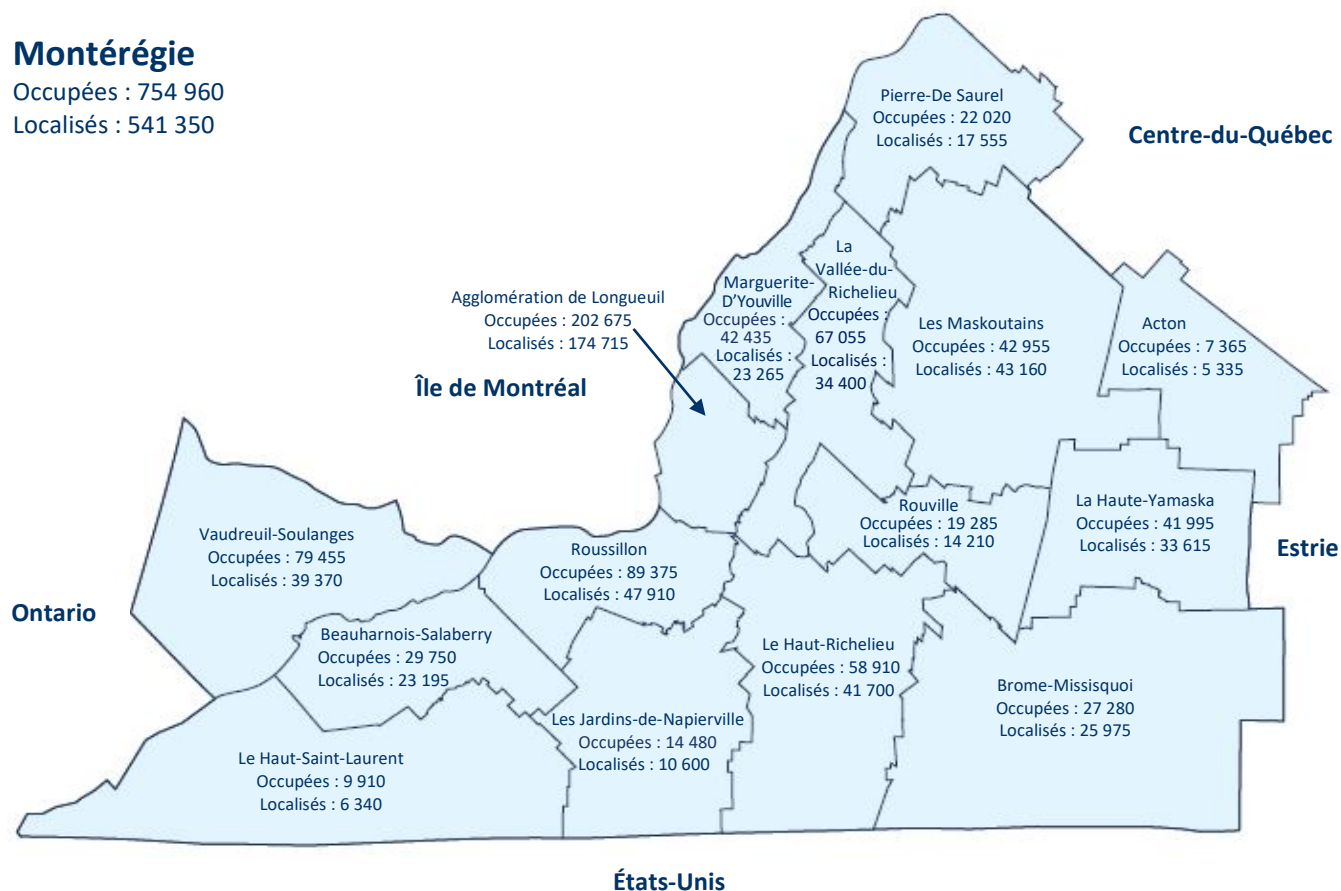 Montérégie
Occupées : 754 960
Localisés : 541 350
Pierre-De Saurel
Occupées : 22 020
Localisés : 17 555
Centre-du-Québec
La
Vallée-du-
Richelieu
Occupées :
67 055
Localisés :
34 400
Marguerite-
D'Youville
Occupées :
42 435
Localisés :
23 265
Agglomération de Longueuil
Occupées : 202 675
Localisés : 174 715
Les Maskoutains
Occupées : 42 955
Localisés : 43 160
Acton
Occupées : 7 365
Localisés : 5 335
Île de Montréal
Rouville
Occupées : 19 285
Localisés : 14 210
La Haute-Yamaska
Occupées : 41 995
Localisés : 33 615
Estrie
Vaudreuil-Soulanges
Occupées : 79 455
Localisés : 39 370
Roussillon
Occupées : 89 375
Localisés : 47 910
Ontario
Beauharnois-Salaberry
Occupées : 29 750
Localisés : 23 195
Le Haut-Richelieu
Occupées : 58 910
Localisés : 41 700
Brome-Missisquoi
Occupées : 27 280
Localisés : 25 975
Les Jardins-de-Napierville
Occupées : 14 480
Localisés : 10 600
Le Haut-Saint-Laurent
Occupées : 9 910
Localisés : 6 340
États-Unis